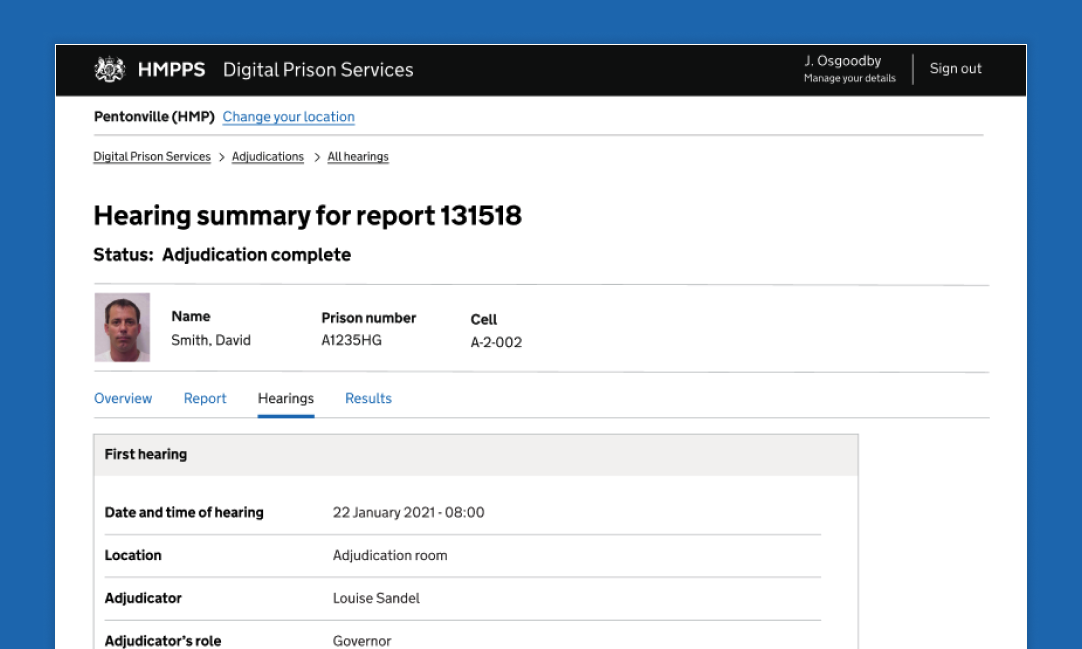 HMPPS Digital Prison Services
J. Osgoodby
Manage your details
Sign out
Pentonville (HMP) Change your location
Digital Prison Services > Adjudications > All hearings
Hearing summary for report 131518
Status: Adjudication complete
Name Prison number Cell
Smith, David A1235HG A-2-002
Overview Report Hearings Results
First hearing
Date and time of hearing 22 January 2021 - 08:00
Location Adjudication room
Adjudicator Louise Sandel
Adjudicator's role Governor